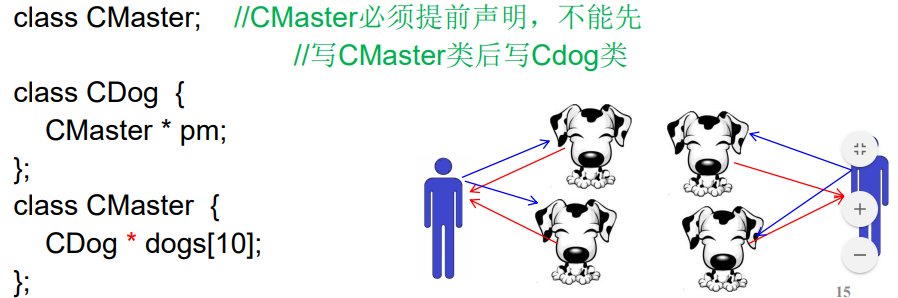 class CMaster; //CMaster必须提前声明，不能先
//写CMaster类后写Cdog类
class CDog {
CMaster * pm;
};
class CMaster {
CDog * dogs[10];
};
15